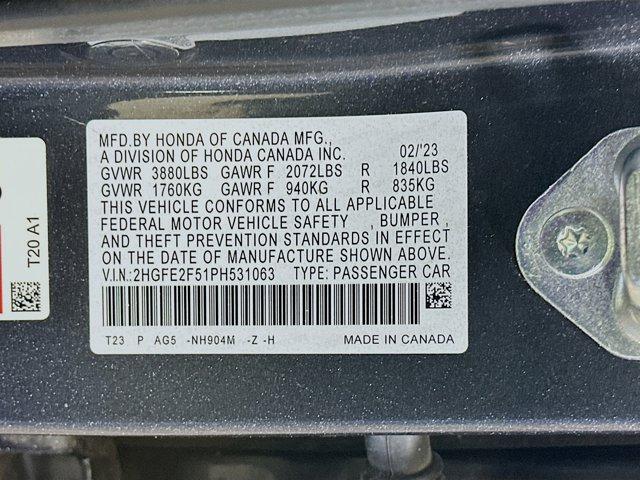 MFD.BY HONDA OF CANADA MFG.,
A DIVISION OF HONDA CANADA INC. 02/'23
GVWR 3880LBS GAWR F 2072LBS R 1840LBS
GVWR 1760KG GAWR F 940KG R 835KG
THIS VEHICLE CONFORMS TO ALL APPLICABLE
FEDERAL MOTOR VEHICLE SAFETY , BUMPER,
AND THEFT PREVENTION STANDARDS IN EFFECT
ON THE DATE OF MANUFACTURE SHOWN ABOVE.
V.I.N.:2HGFE2F51PH531063 TYPE: PASSENGER CAR
T23 P AG5 -NH904M -Z -H MADE IN CANADA
T20 A1